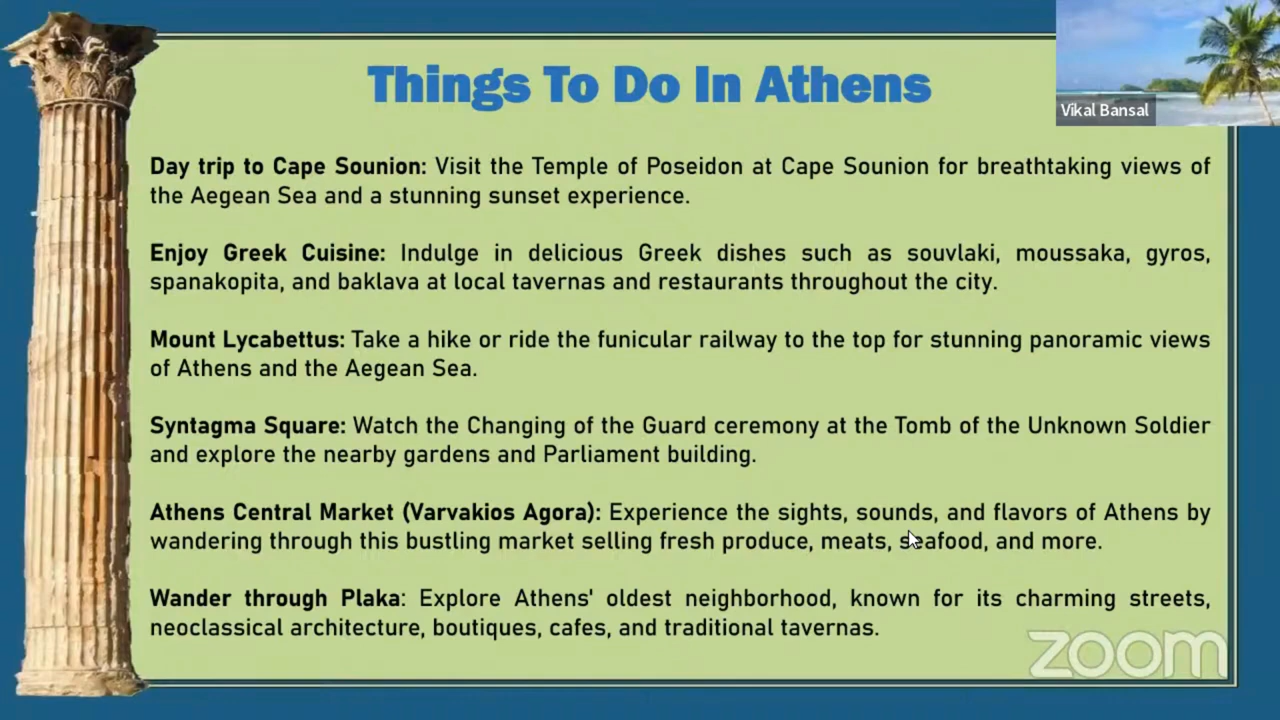 Things To Do In Athens
Vikal Bansal
Day trip to Cape Sounion: Visit the Temple of Poseidon at Cape Sounion for breathtaking views of
the Aegean Sea and a stunning sunset experience.
Enjoy Greek Cuisine: Indulge in delicious Greek dishes such as souvlaki, moussaka, gyros,
spanakopita, and baklava at local tavernas and restaurants throughout the city.
Mount Lycabettus: Take a hike or ride the funicular railway to the top for stunning panoramic views
of Athens and the Aegean Sea.
Syntagma Square: Watch the Changing of the Guard ceremony at the Tomb of the Unknown Soldier
and explore the nearby gardens and Parliament building.
Athens Central Market (Varvakios Agora): Experience the sights, sounds, and flavors of Athens by
wandering through this bustling market selling fresh produce, meats, seafood, and more.
Wander through Plaka: Explore Athens' oldest neighborhood, known for its charming streets,
neoclassical architecture, boutiques, cafes, and traditional tavernas.
zoom